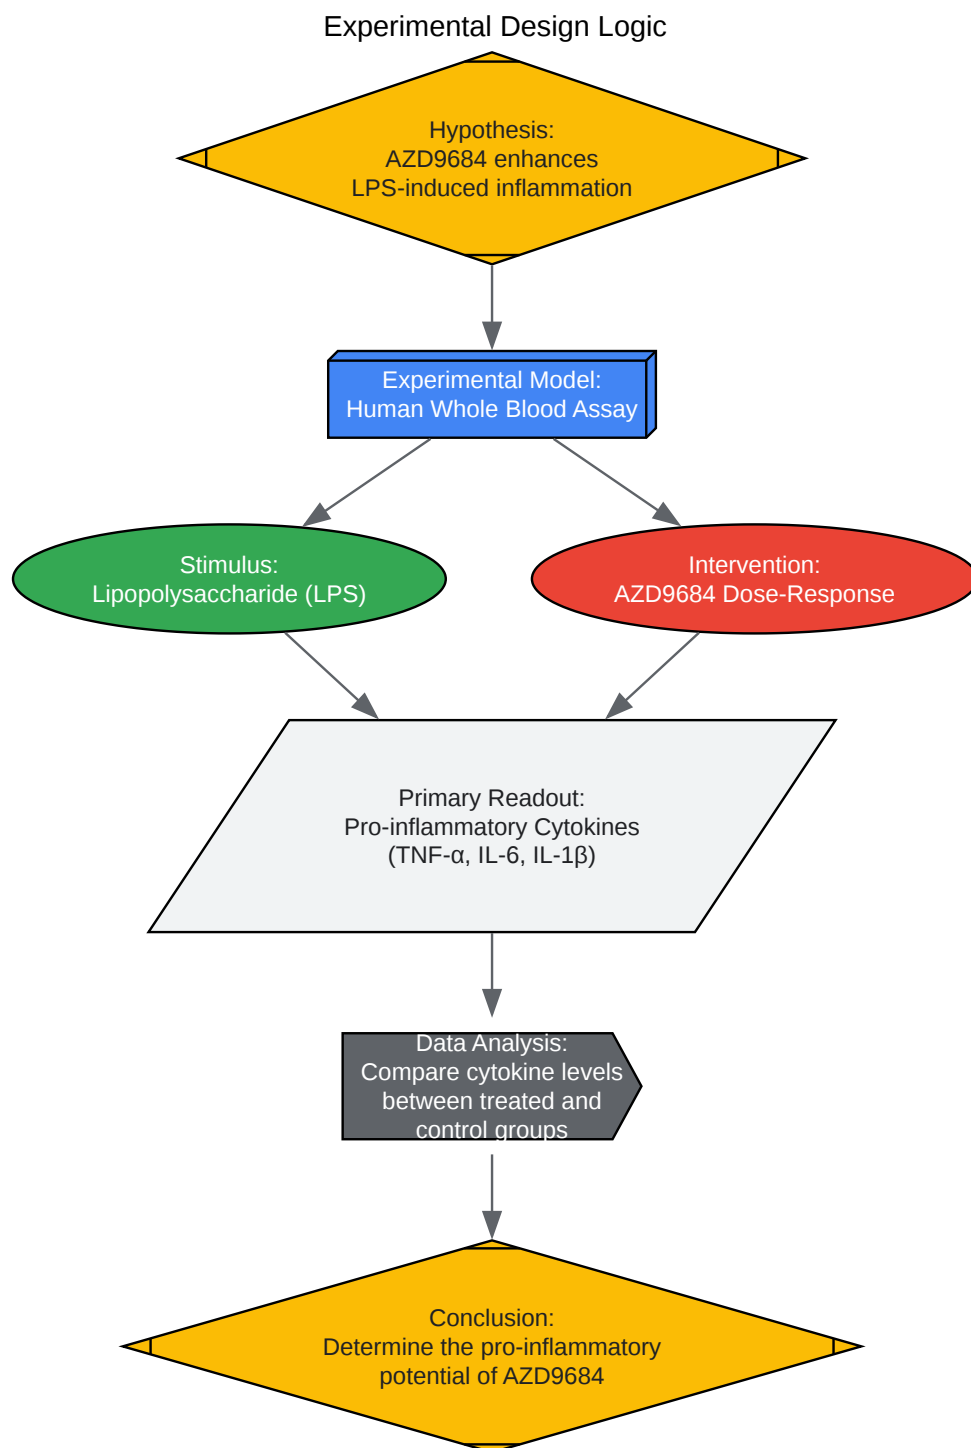 Experimental Design Logic
Hypothesis:
AZD9684 enhances
LPS-induced inflammation
Experimental Model:
Human Whole Blood Assay
Stimulus:
Lipopolysaccharide (LPS)
Intervention:
AZD9684 Dose-Response
Primary Readout:
Pro-inflammatory Cytokines
(TNF-α, IL-6, IL-1β)
Data Analysis:
Compare cytokine levels
between treated and
control groups
Conclusion:
Determine the pro-inflammatory
potential of AZD9684